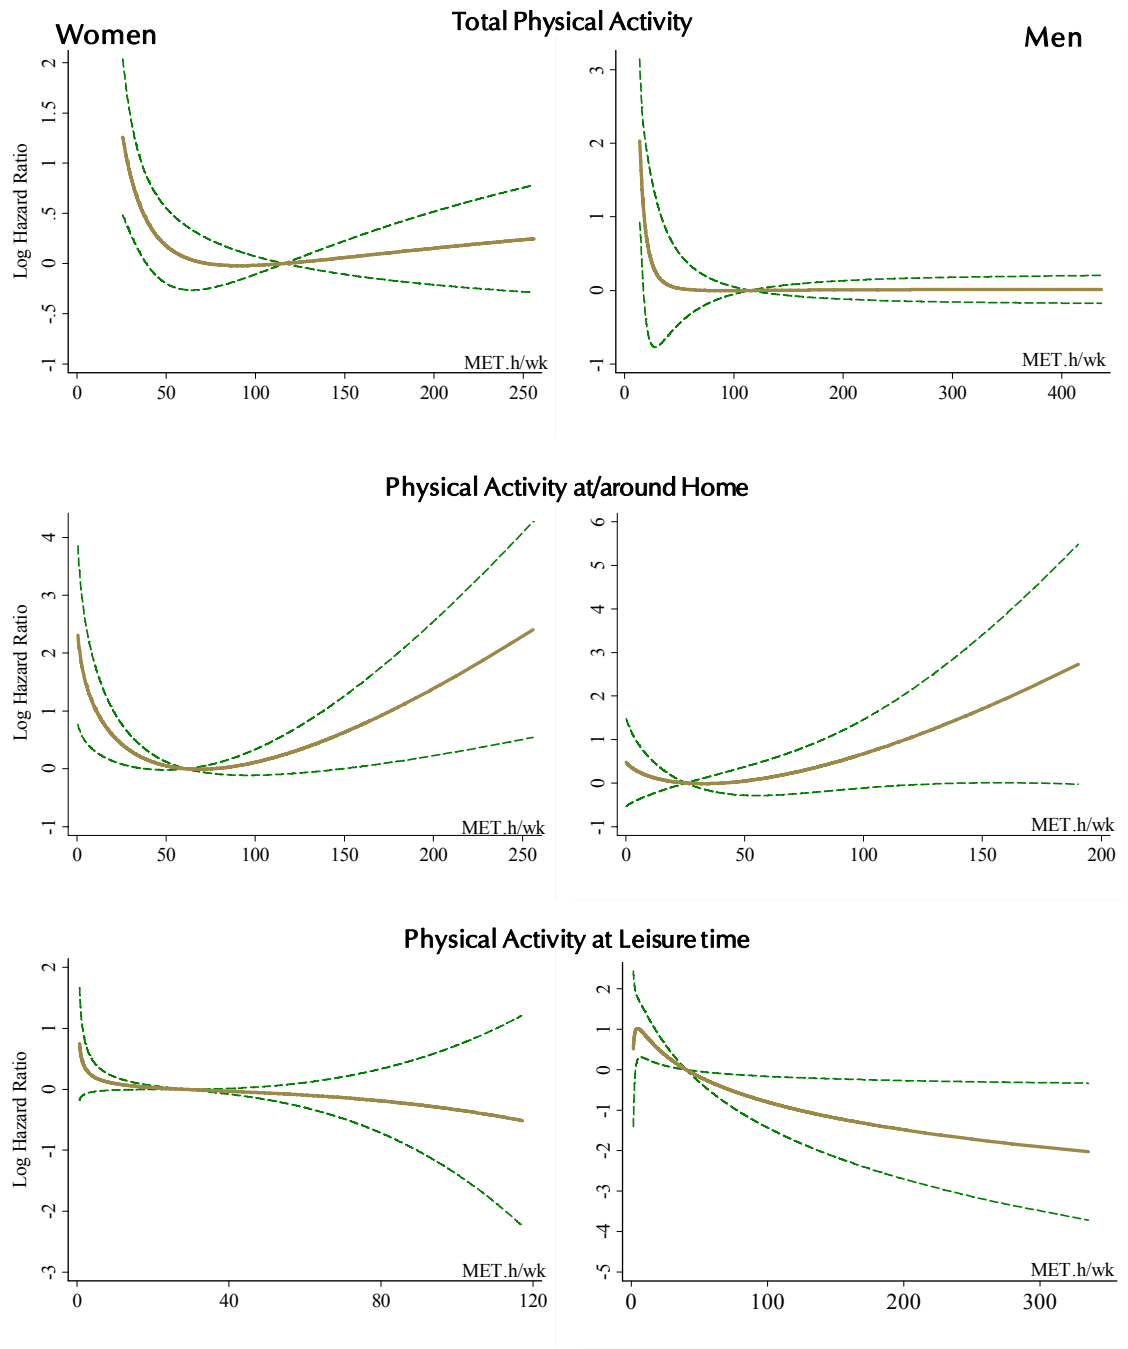 Total Physical Activity
Women
Men
Log Hazard Ratio
2
1.5
1
.5
0
-.5
-1
MET.h/wk
0 50 100 150 200 250
3
2
1
0
-1
MET.h/wk
0 100 200 300 400
Physical Activity at/around Home
Log Hazard Ratio
4
3
2
1
0
-1
MET.h/wk
0 50 100 150 200 250
6
5
4
3
2
1
0
-1
MET.h/wk
0 50 100 150 200
Physical Activity at Leisure time
Log Hazard Ratio
2
1
0
-1
-2
-3
MET.h/wk
0 40 80 120
2
1
0
-1
-2
-3
-4
-5
MET.h/wk
0 100 200 300